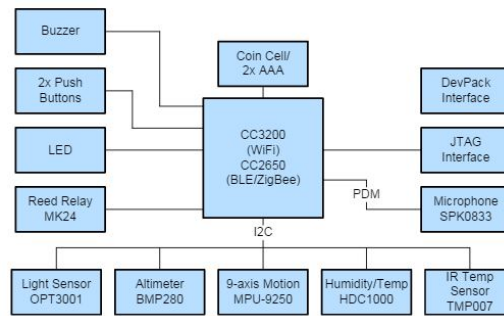 Buzzer
Coin Cell/
2x AAA
2x Push
Buttons
DevPack
Interface
CC3200
(WiFi)
CC2650
(BLE/ZigBee)
LED
JTAG
Interface
PDM
Reed Relay
MK24
Microphone
SPK0833
I2C
Light Sensor
OPT3001
Altimeter
BMP280
9-axis Motion
MPU-9250
Humidity/Temp
HDC1000
IR Temp
Sensor
TMP007